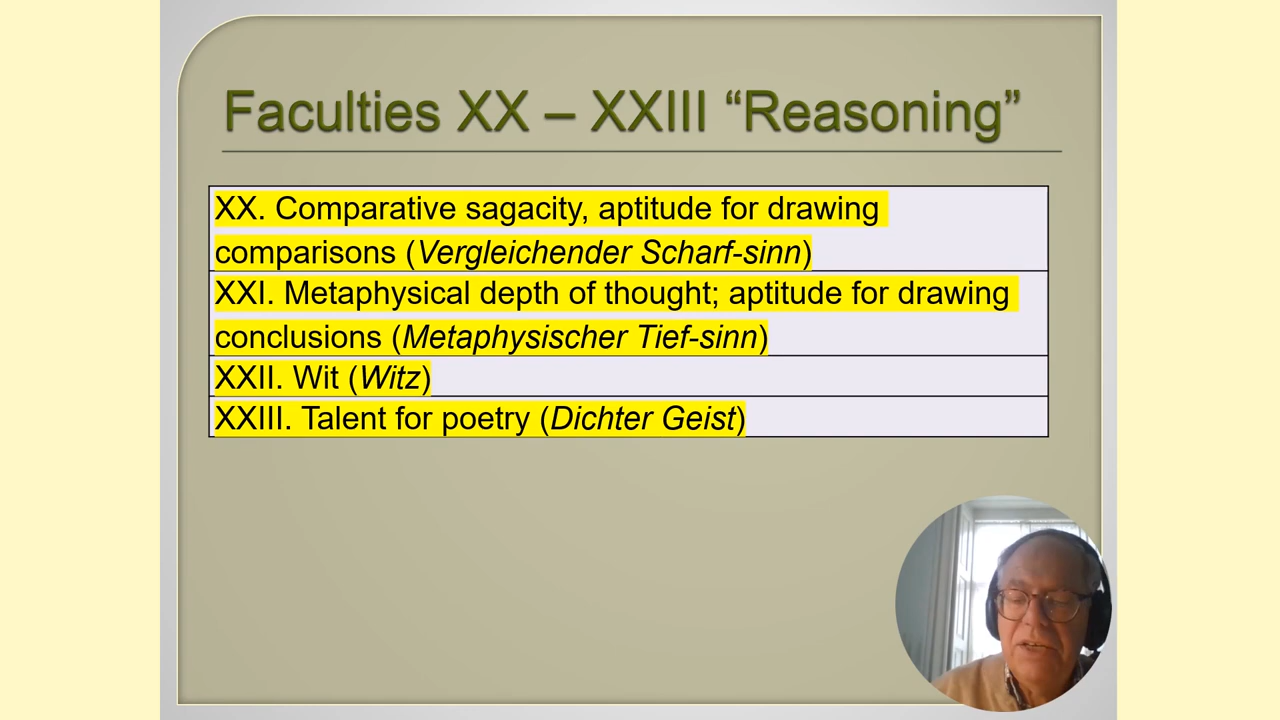 Faculties XX – XXIII “Reasoning”
XX. Comparative sagacity, aptitude for drawing
comparisons (Vergleichender Scharf-sinn)
XXI. Metaphysical depth of thought; aptitude for drawing
conclusions (Metaphysischer Tief-sinn)
XXII. Wit (Witz)
XXIII. Talent for poetry (Dichter Geist)